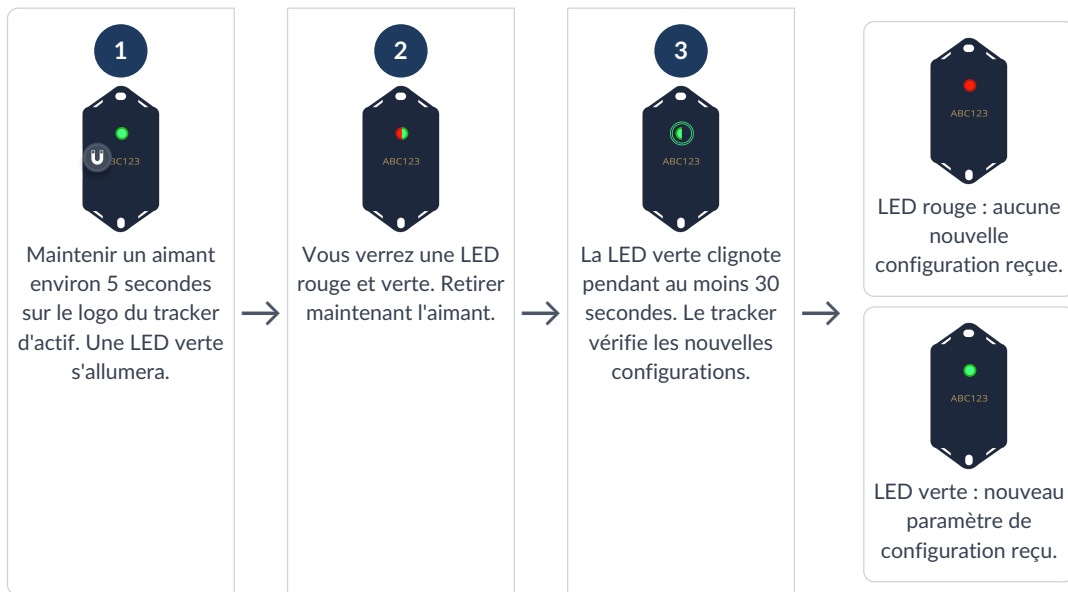 1
BC123
Maintenir un aimant
environ 5 secondes
sur le logo du tracker
d'actif. Une LED verte
s'allumera.
2
ABC123
Vous verrez une LED
rouge et verte. Retirer
maintenant l'aimant.
3
ABC123
La LED verte clignote
pendant au moins 30
secondes. Le tracker
vérifie les nouvelles
configurations.
ABC123
LED rouge : aucune
nouvelle
configuration reçue.
ABC123
LED verte : nouveau
paramètre de
configuration reçu.